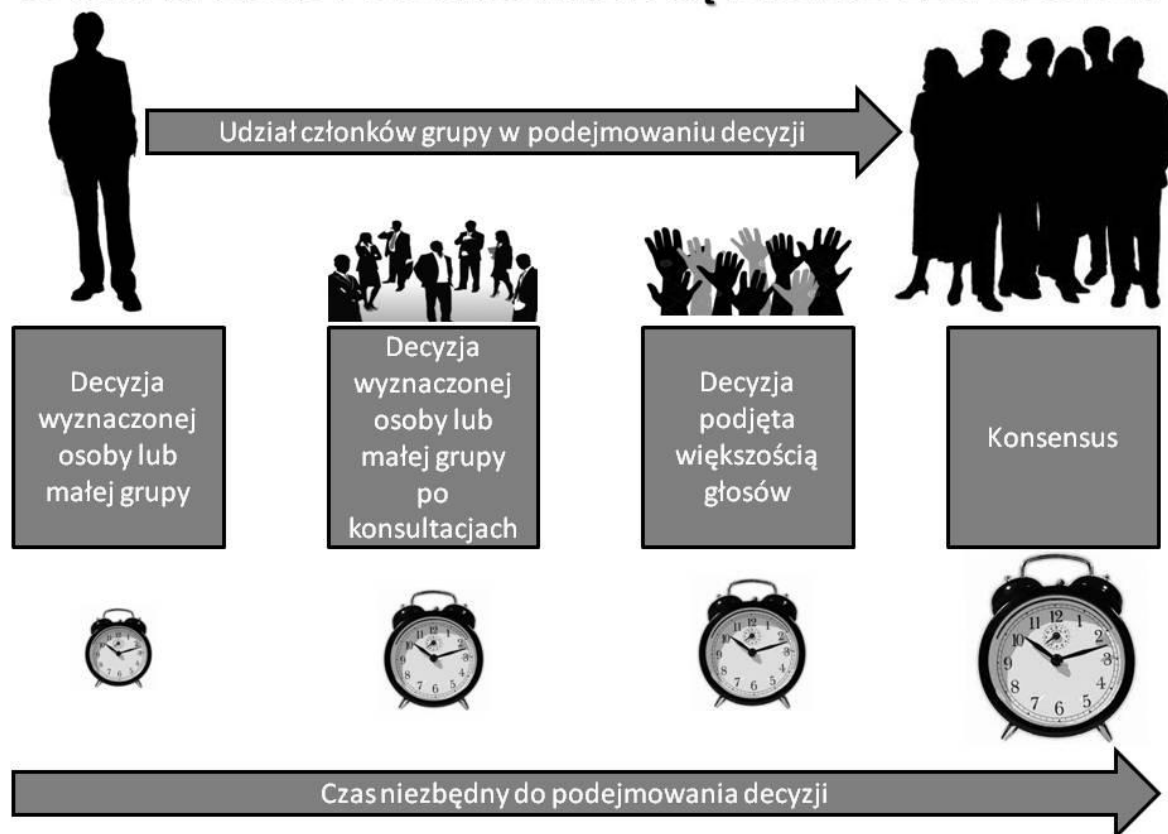 Udział członków grupy w podejmowaniu decyzji
Decyzja
wyznaczonej
osoby lub
małej grupy
Decyzja
wyznaczonej
osoby lub
małej grupy
po
konsultacjach
Decyzja
podjęta
większością
głosów
Konsensus
Czas niezbędny do podejmowania decyzji